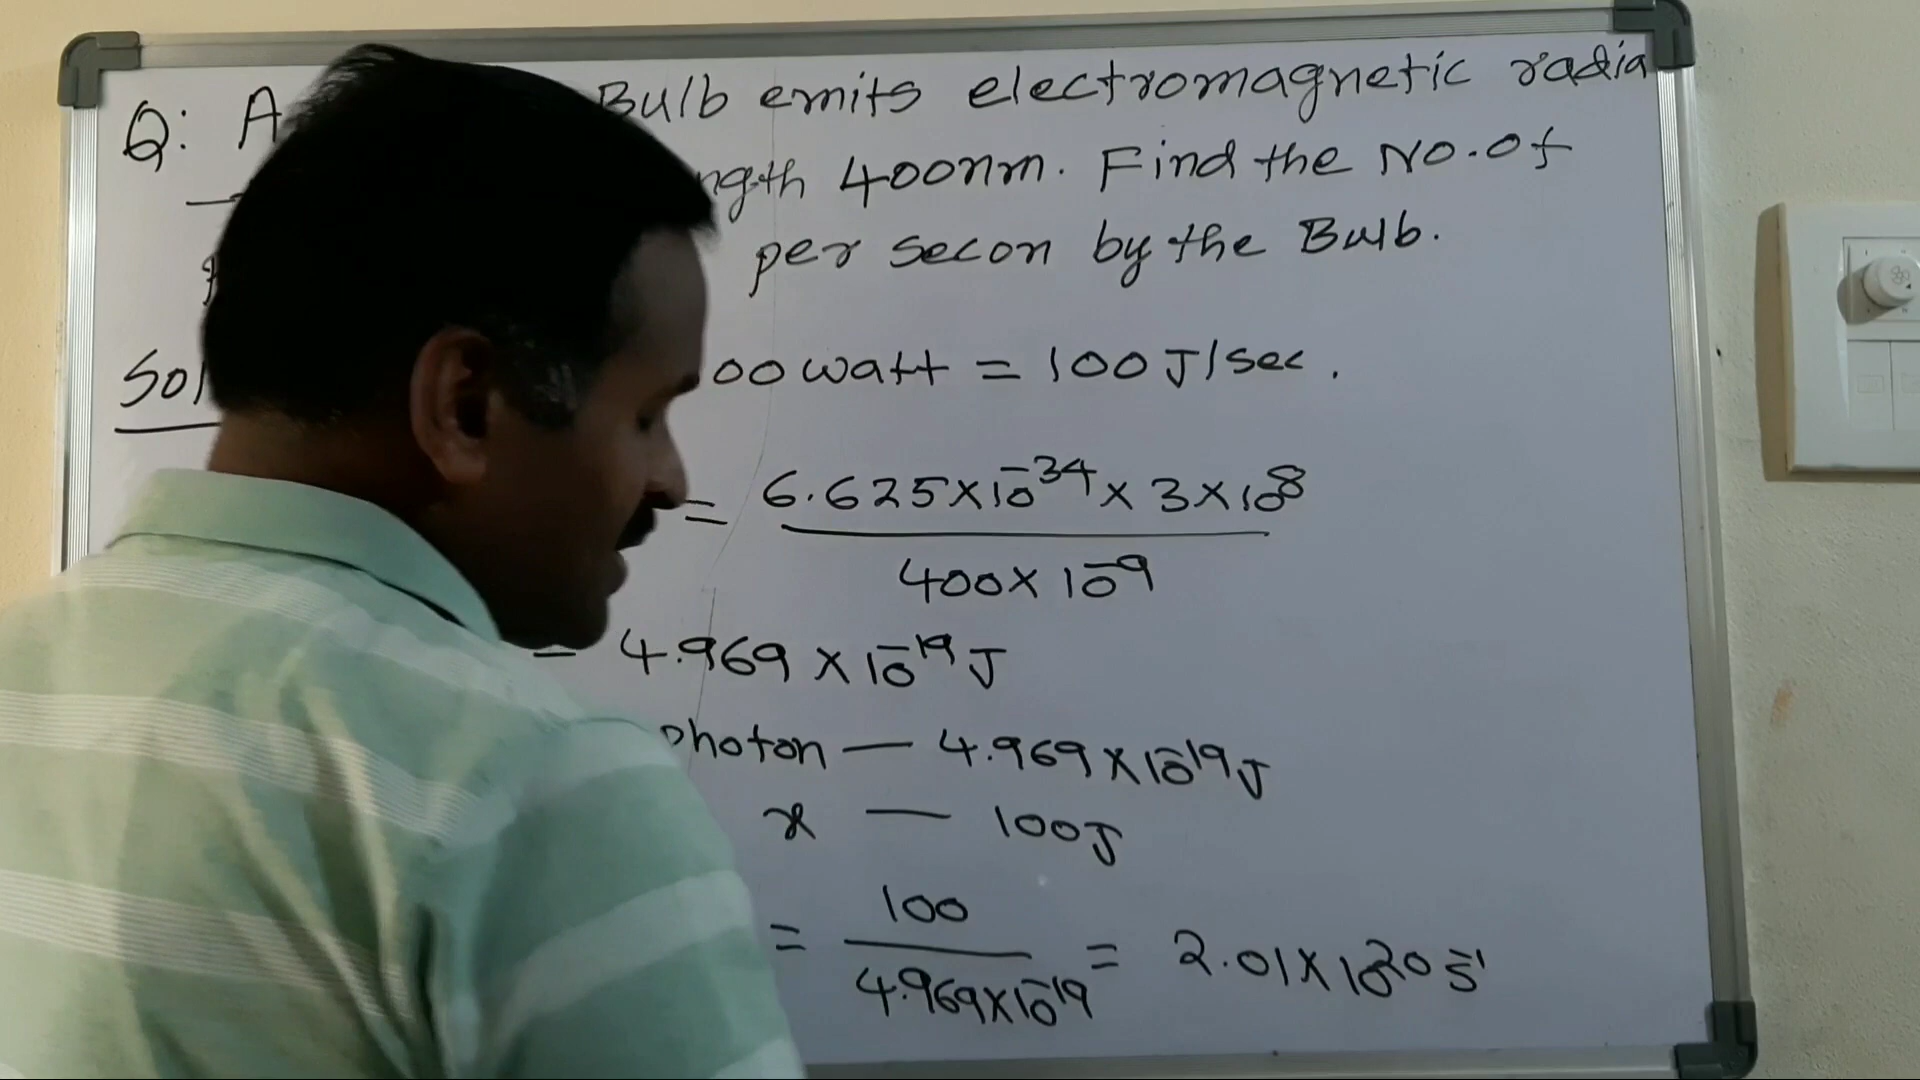 Q: A Bulb emits electromagnetic radia
ngth 400nm. Find the No. of
per secon by the Bulb.
Sol 00 watt = 100 J/sec.
= 6.625×10⁻³⁴ × 3×10⁸
400×10⁻⁹
= 4.969 × 10⁻¹⁹ J
photon — 4.969×10⁻¹⁹ J
x — 100J
= 100 / 4.969×10⁻¹⁹ = 2.01×10²⁰ s⁻¹